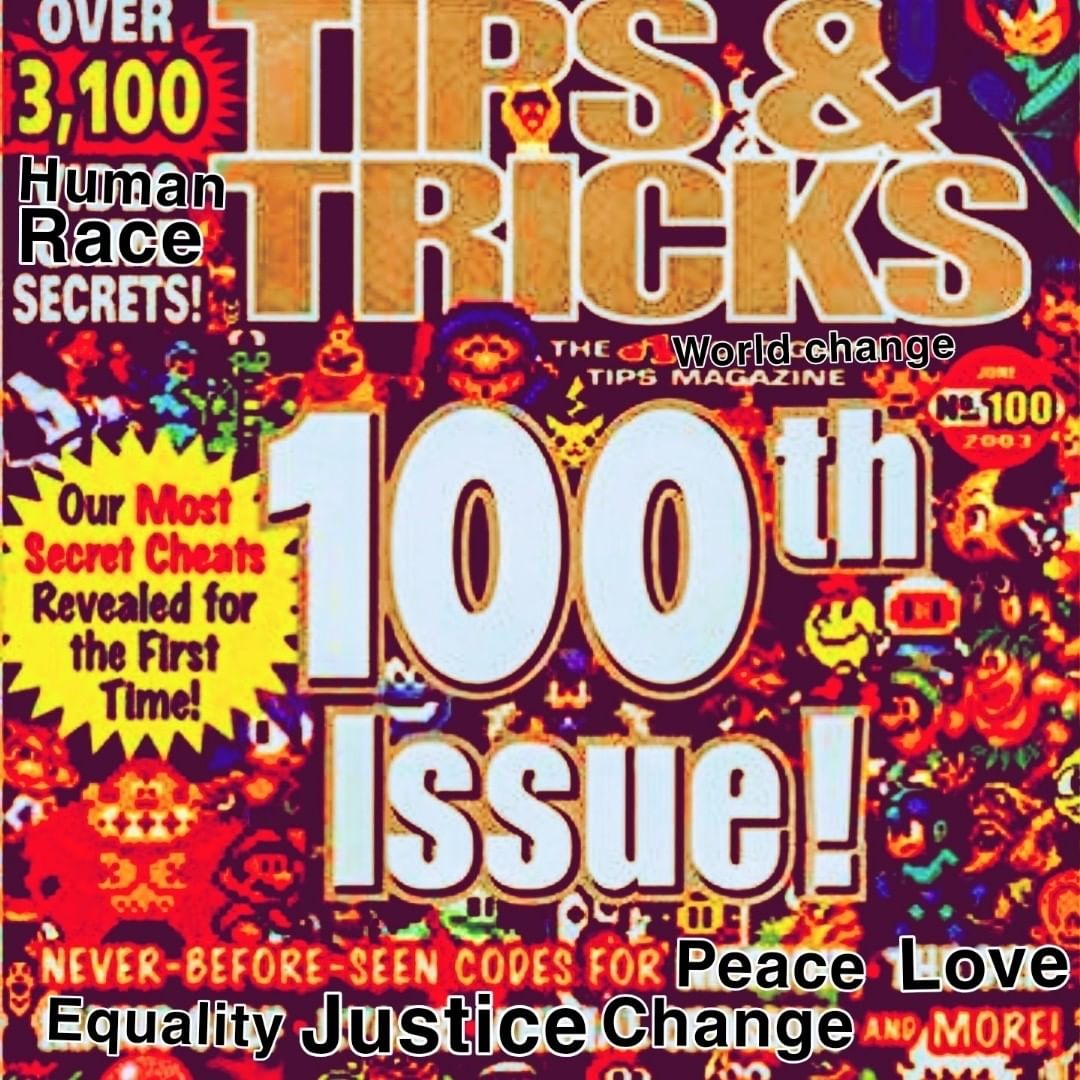 OVER
3,100
Human
Race
SECRETS!
TIPS &
TRICKS
THE
World change
TIPS MAGAZINE
JUNE
No. 100
2003
100th
Issue!
Our Most
Secret Cheats
Revealed for
the First
Time!
NEVER-BEFORE-SEEN CODES FOR Peace Love
Equality Justice Change AND MORE!